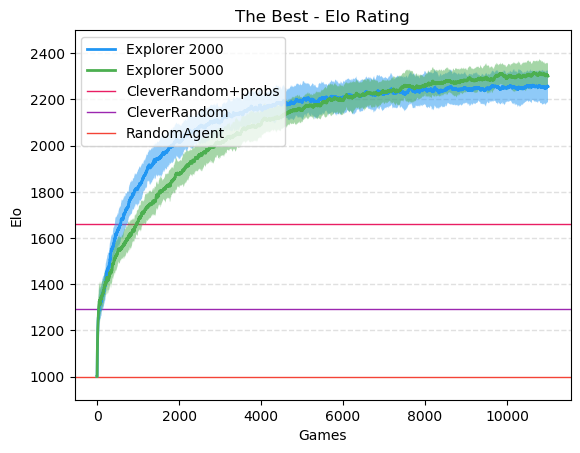 The Best - Elo Rating
Explorer 2000
Explorer 5000
CleverRandom+probs
CleverRandom
RandomAgent
2400
2200
2000
1800
1600
1400
1200
1000
Elo
0 2000 4000 6000 8000 10000
Games